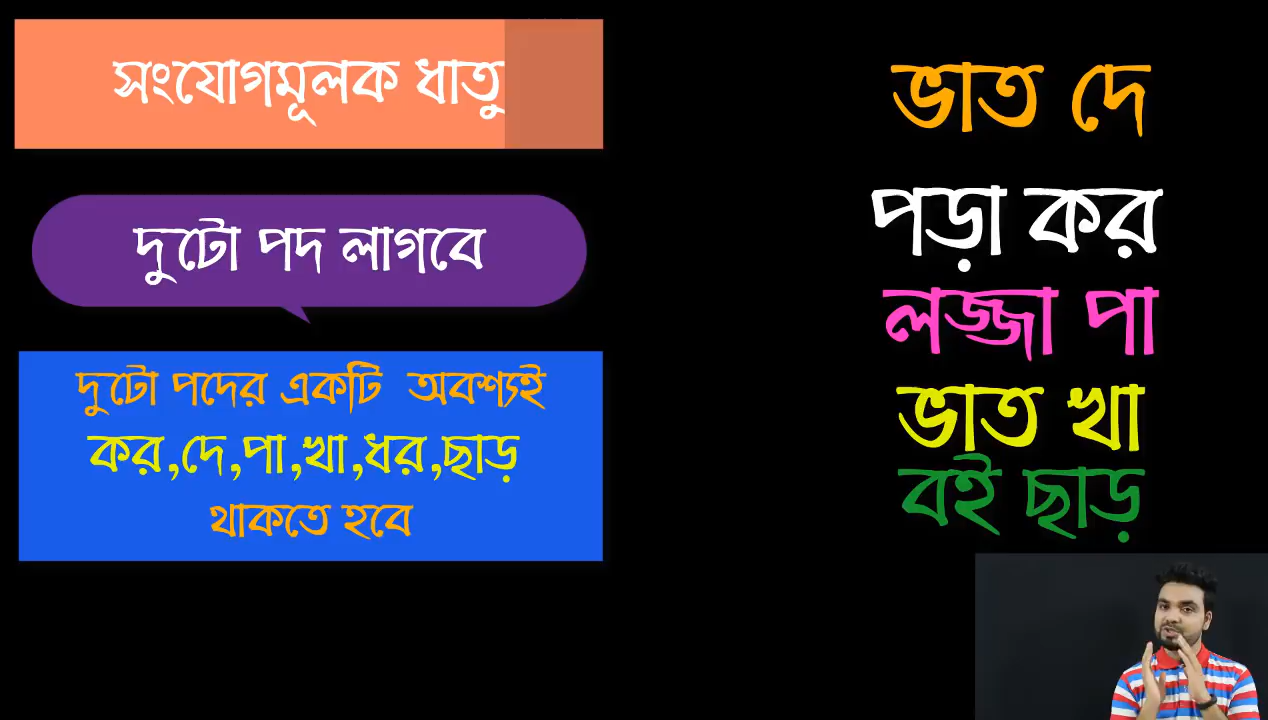 সংযোগমূলক ধাতু
দুটো পদ লাগবে
দুটো পদের একটি অবশ্যই
কর,দে,পা,খা,ধর,ছাড়
থাকতে হবে
ভাত দে
পড়া কর
লজ্জা পা
ভাত খা
বই ছাড়